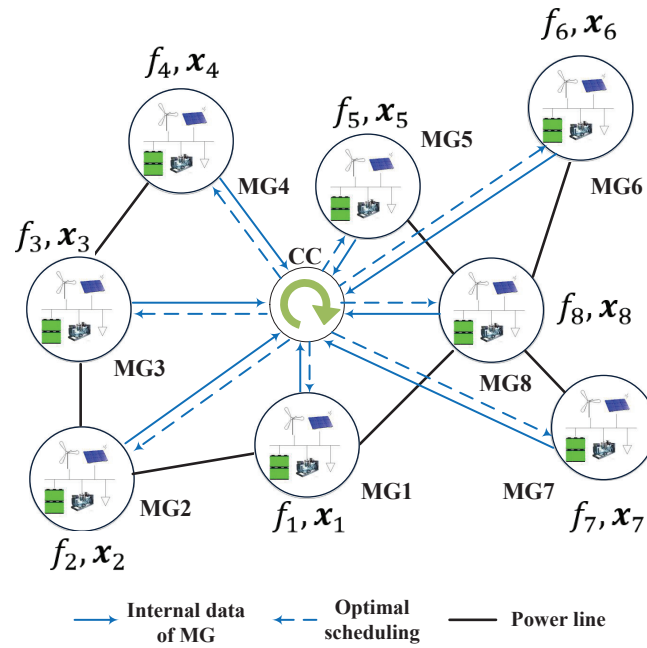 f6, x6
f4, x4
f5, x5
MG5
MG4
MG6
f3, x3
CC
f8, x8
MG3
MG8
MG2
MG1
MG7
f1, x1
f7, x7
f2, x2
Internal data
of MG
Optimal
scheduling
Power line